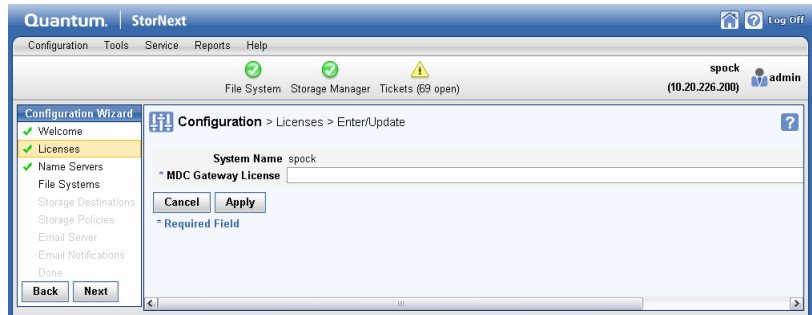 Quantum. StorNext Log Off
Configuration Tools Service Reports Help
File System Storage Manager Tickets (69 open)
spock
(10.20.226.200)
admin
Configuration Wizard
Welcome
Licenses
Name Servers
File Systems
Storage Destinations
Storage Policies
Email Server
Email Notifications
Done
Back Next
Configuration > Licenses > Enter/Update
System Name spock
* MDC Gateway License
Cancel Apply
* Required Field